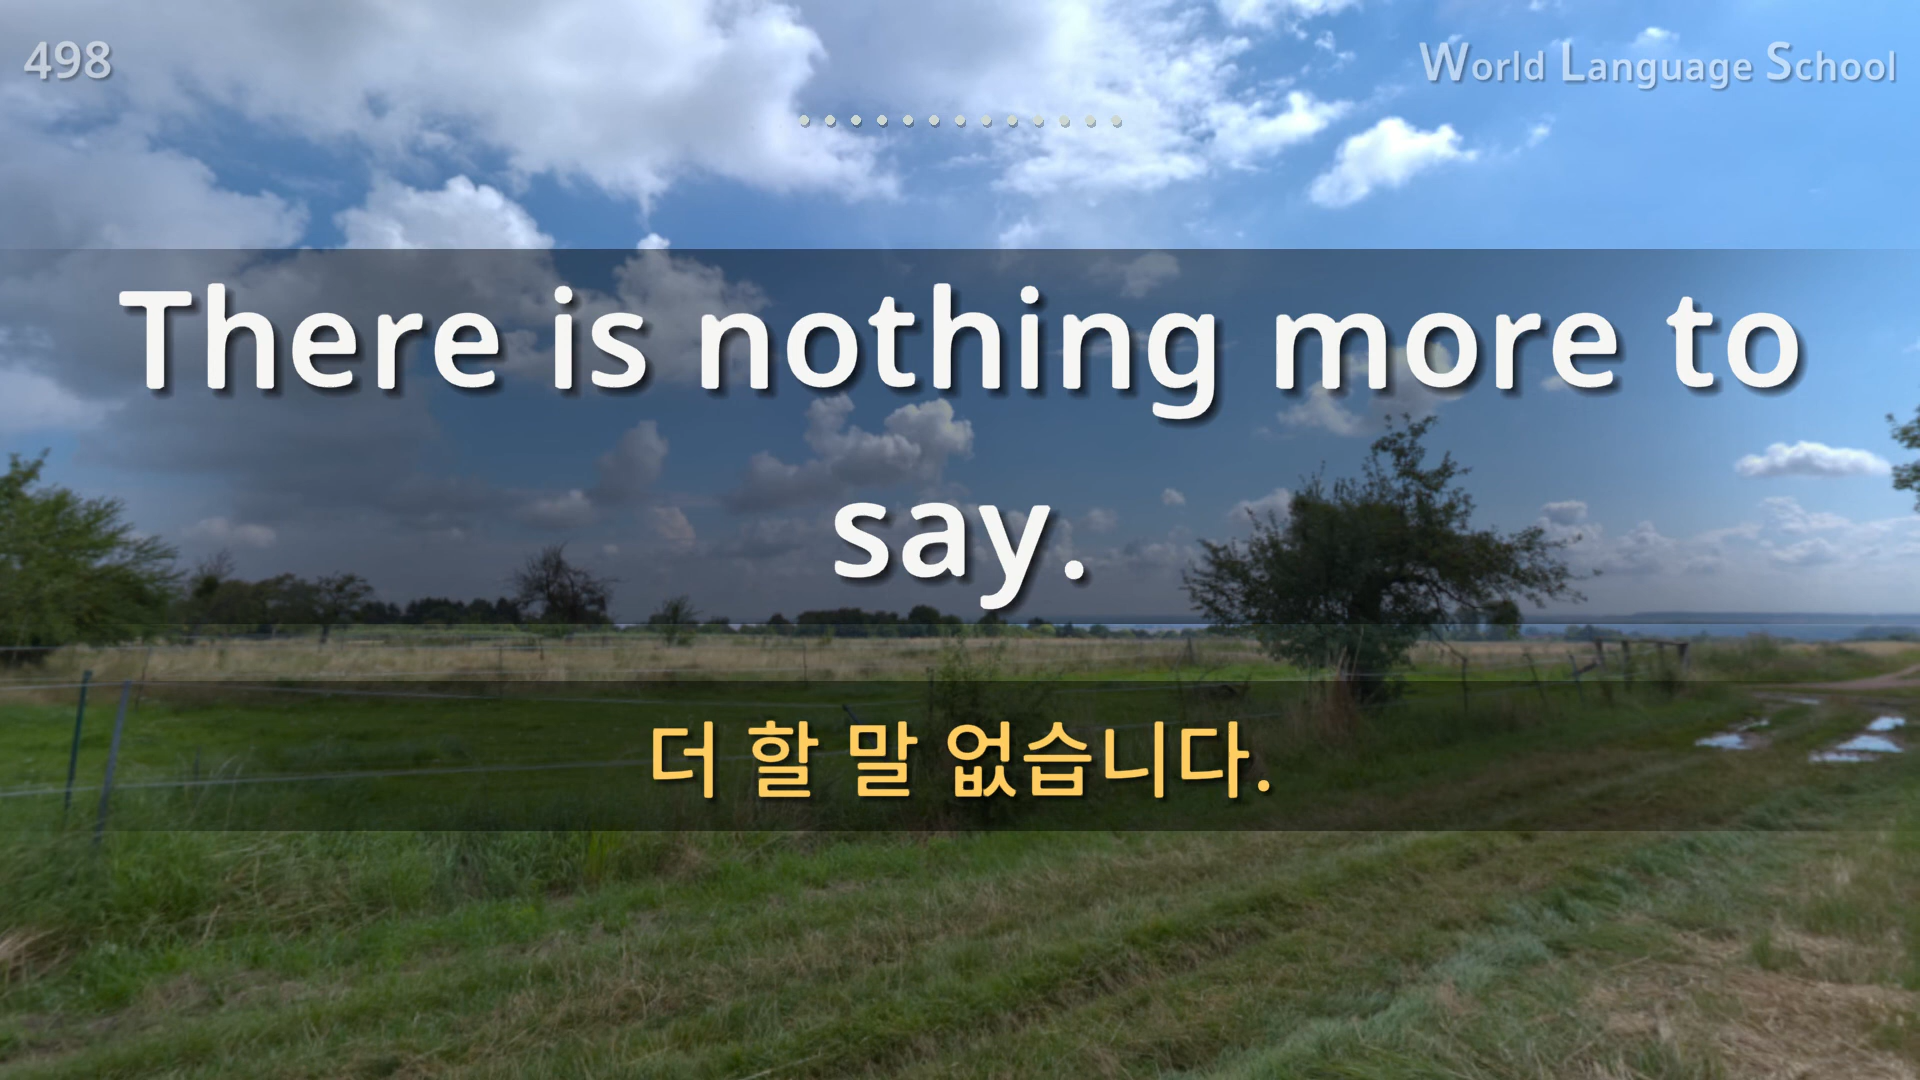 498
World Language School
There is nothing more to
say.
더 할 말 없습니다.